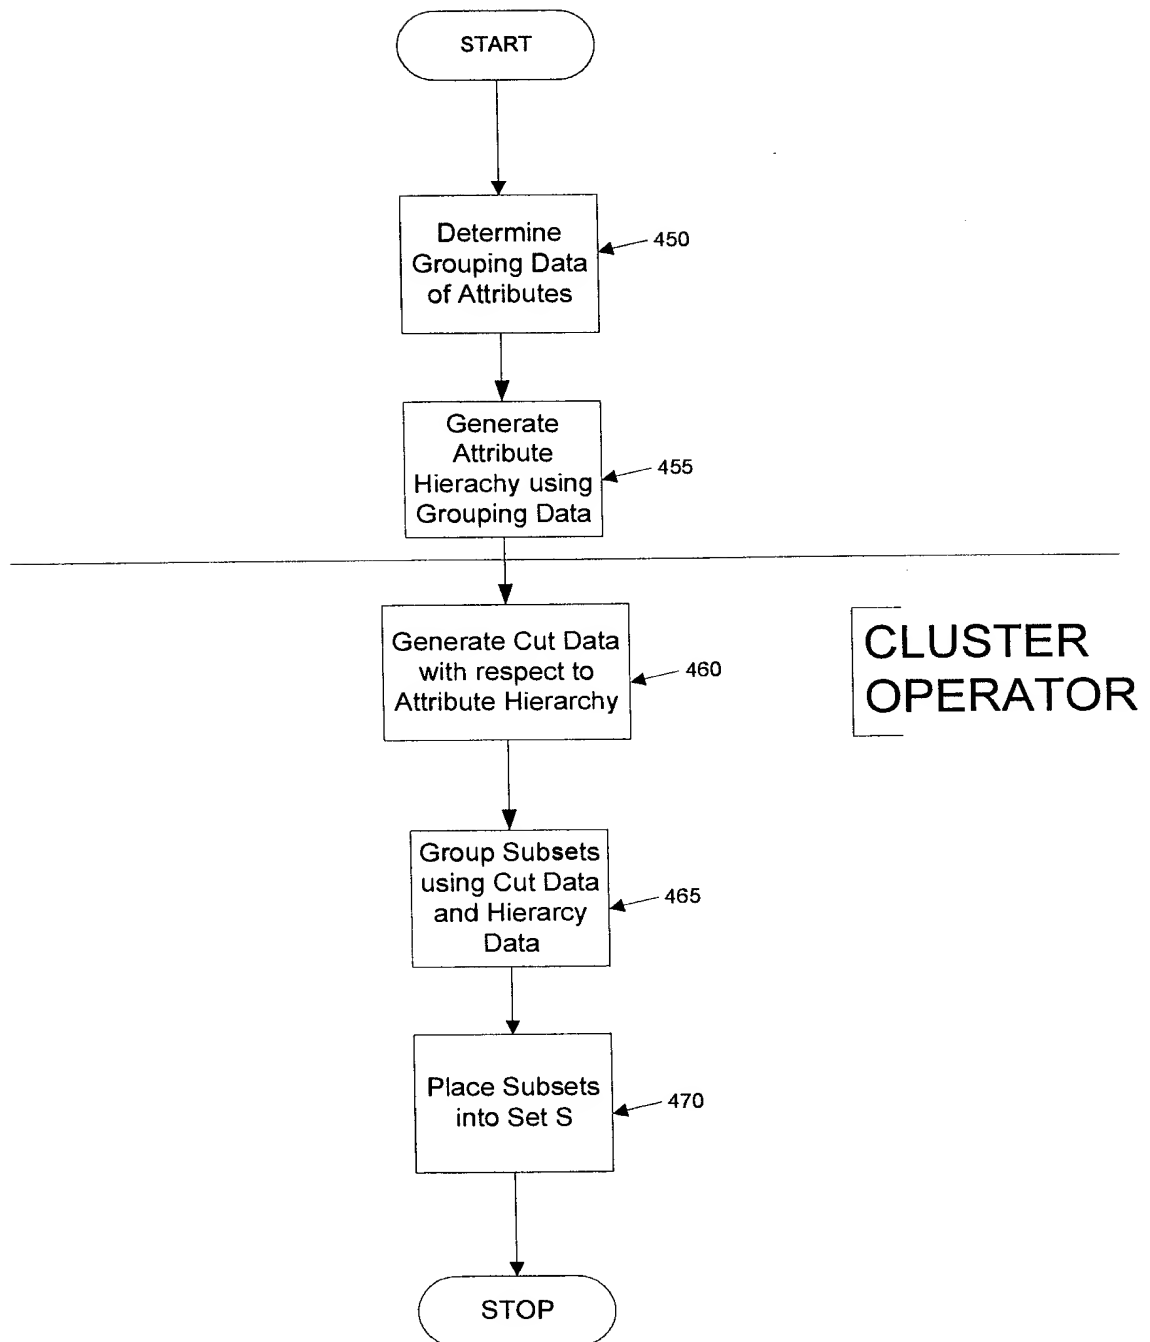 START
Determine
Grouping Data
of Attributes
450
Generate
Attribute
Hierachy using
Grouping Data
455
Generate Cut Data
with respect to
Attribute Hierarchy
460
CLUSTER
OPERATOR
Group Subsets
using Cut Data
and Hierarcy
Data
465
Place Subsets
into Set S
470
STOP